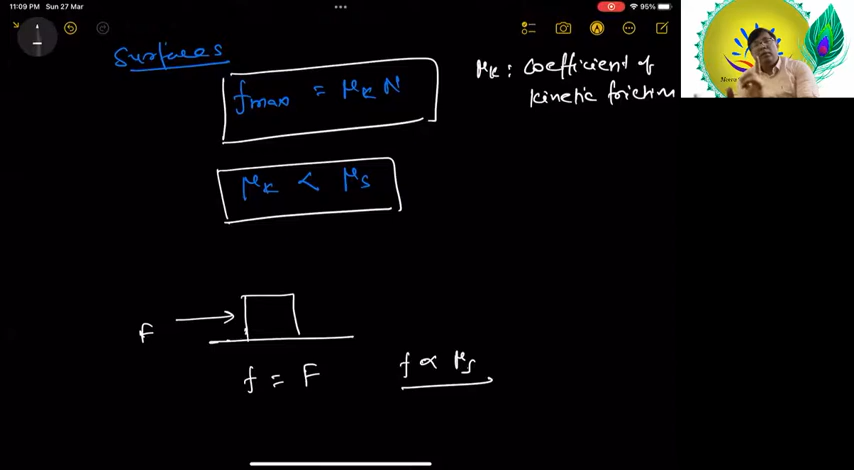 11:09 PM Sun 27 Mar
95%
Surfaces
fmax = μk N
μk : Coefficient of
kinetic friction
μk < μs
F
f = F
f ∝ μs